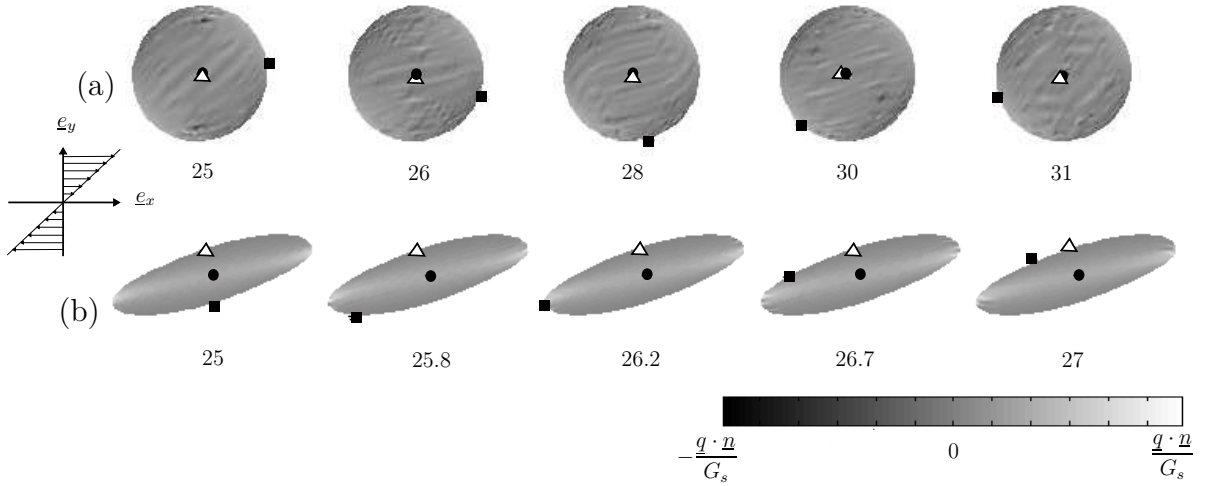 (a)
e_y
25 26 28 30 31
e_x
(b)
25 25.8 26.2 26.7 27
−q · n/G_s 0 q · n/G_s